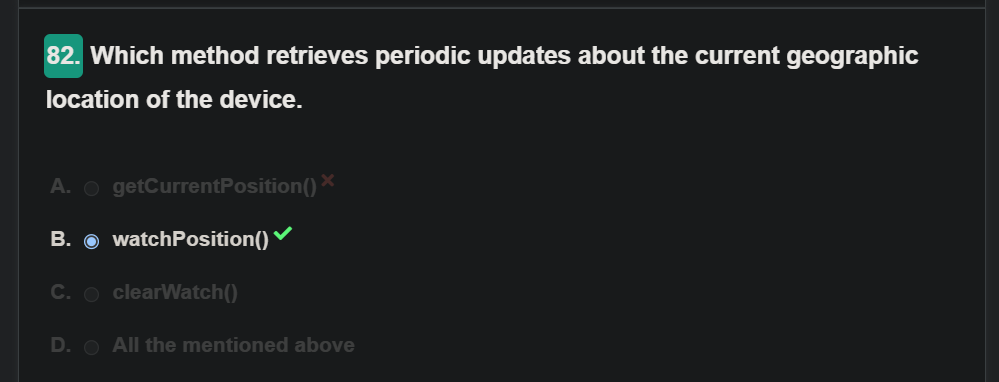 82. Which method retrieves periodic updates about the current geographic
location of the device.
A. getCurrentPosition()
B. watchPosition()
C. clearWatch()
D. All the mentioned above